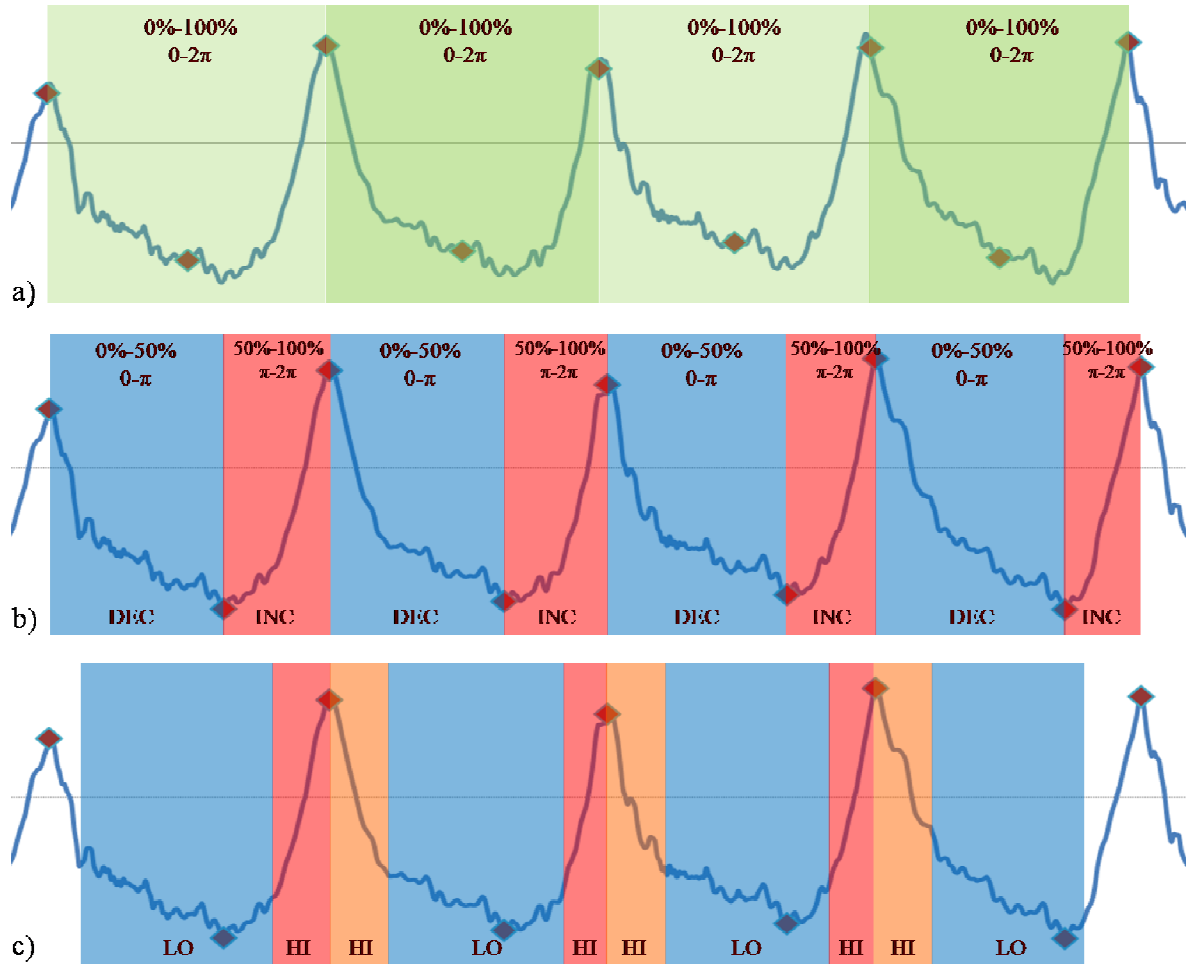 0%-100% 0%-100% 0%-100% 0%-100%
0-2π 0-2π 0-2π 0-2π
a)
0%-50% 50%-100% 0%-50% 50%-100% 0%-50% 50%-100% 0%-50% 50%-100%
0-π π-2π 0-π π-2π 0-π π-2π 0-π π-2π
b)
DEC INC DEC INC DEC INC DEC INC
c)
LO HI HI LO HI HI LO HI HI LO